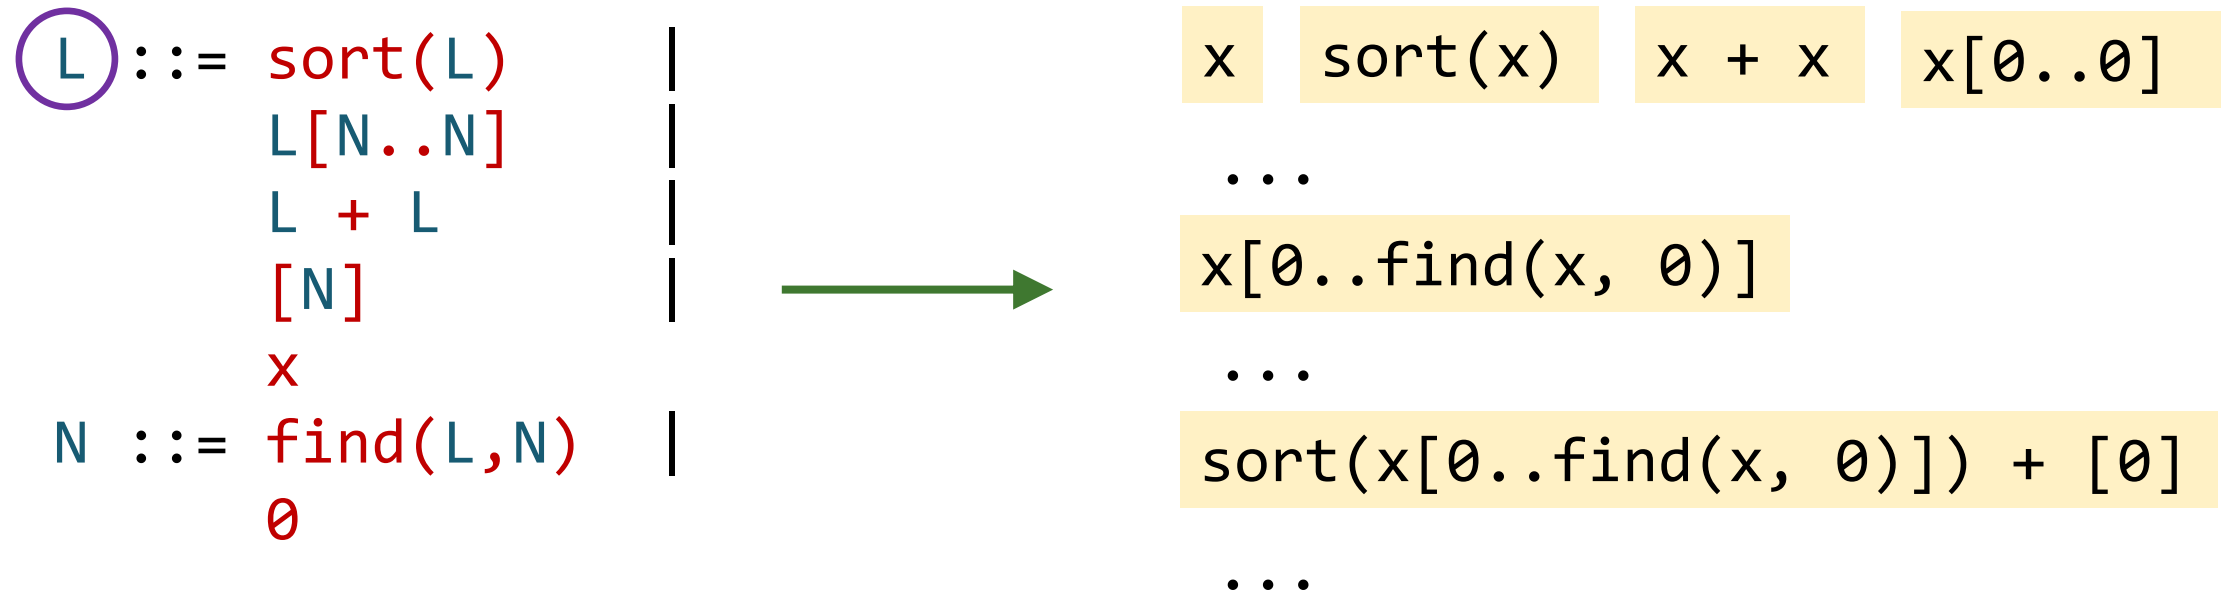 L ::= sort(L) |
L[N..N] |
L + L |
[N] |
x
N ::= find(L,N) |
0
x sort(x) x + x x[0..0]
...
x[0..find(x, 0)]
...
sort(x[0..find(x, 0)]) + [0]
...